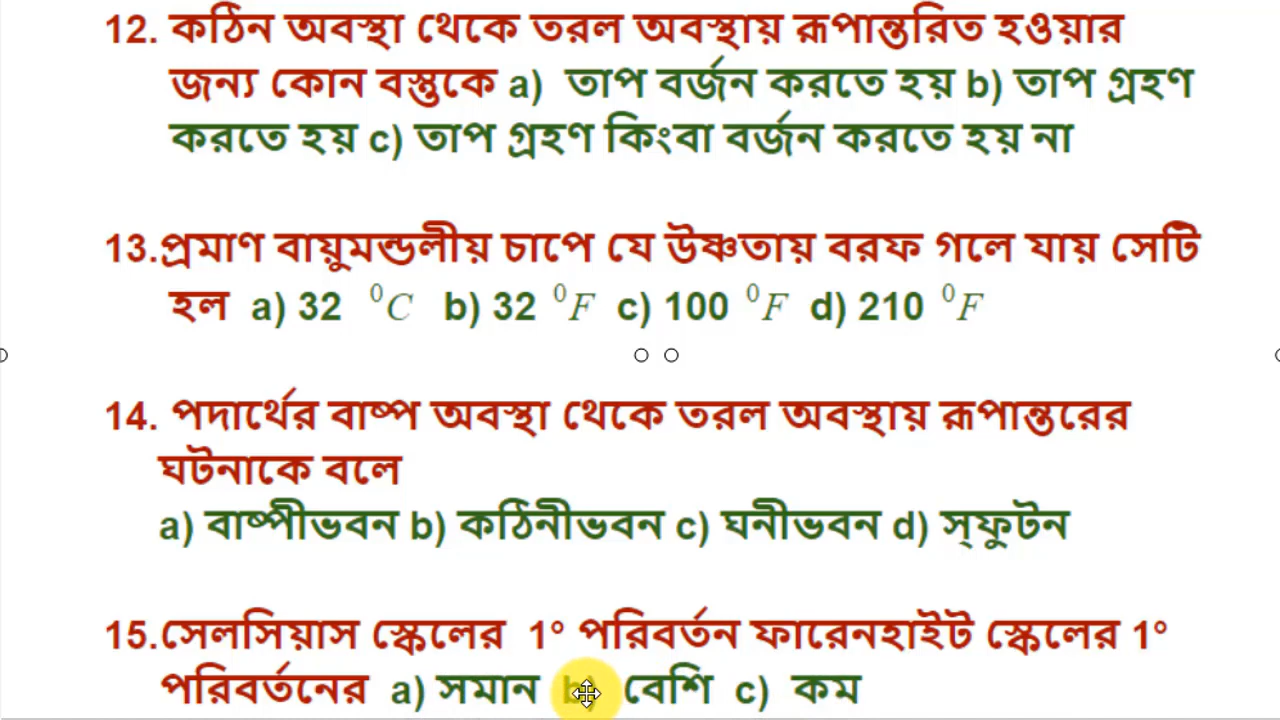 12. কঠিন অবস্থা থেকে তরল অবস্থায় রূপান্তরিত হওয়ার
জন্য কোন বস্তুকে a) তাপ বর্জন করতে হয় b) তাপ গ্রহণ
করতে হয় c) তাপ গ্রহণ কিংবা বর্জন করতে হয় না
13.প্রমাণ বায়ুমন্ডলীয় চাপে যে উষ্ণতায় বরফ গলে যায় সেটি
হল a) 32 ⁰C b) 32 ⁰F c) 100 ⁰F d) 210 ⁰F
14. পদার্থের বাষ্প অবস্থা থেকে তরল অবস্থায় রূপান্তরের
ঘটনাকে বলে
a) বাষ্পীভবন b) কঠিনীভবন c) ঘনীভবন d) স্ফুটন
15.সেলসিয়াস স্কেলের 1° পরিবর্তন ফারেনহাইট স্কেলের 1°
পরিবর্তনের a) সমান b) বেশি c) কম